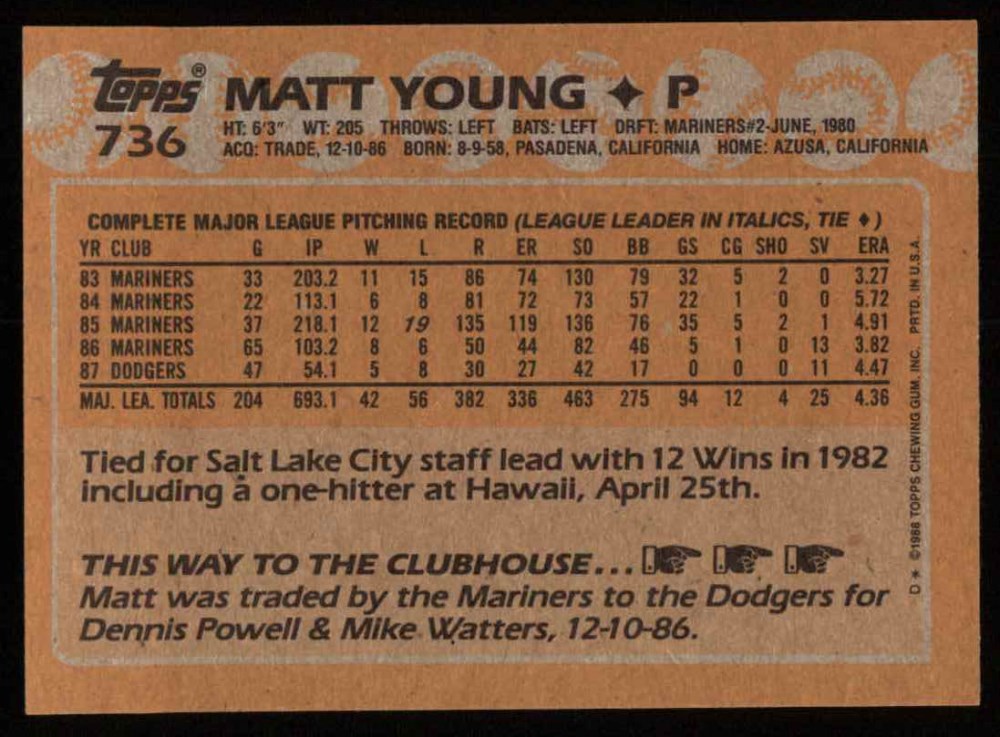 Topps® MATT YOUNG ✦ P
736 HT: 6'3" WT: 205 THROWS: LEFT BATS: LEFT DRFT: MARINERS#2-JUNE, 1980
ACQ: TRADE, 12-10-86 BORN: 8-9-58, PASADENA, CALIFORNIA HOME: AZUSA, CALIFORNIA
COMPLETE MAJOR LEAGUE PITCHING RECORD (LEAGUE LEADER IN ITALICS, TIE ♦)
YR CLUB G IP W L R ER SO BB GS CG SHO SV ERA
83 MARINERS 33 203.2 11 15 86 74 130 79 32 5 2 0 3.27
84 MARINERS 22 113.1 6 8 81 72 73 57 22 1 0 0 5.72
85 MARINERS 37 218.1 12 19 135 119 136 76 35 5 2 1 4.91
86 MARINERS 65 103.2 8 6 50 44 82 46 5 1 0 13 3.82
87 DODGERS 47 54.1 5 8 30 27 42 17 0 0 0 11 4.47
MAJ. LEA. TOTALS 204 693.1 42 56 382 336 463 275 94 12 4 25 4.36
Tied for Salt Lake City staff lead with 12 Wins in 1982
including a one-hitter at Hawaii, April 25th.
THIS WAY TO THE CLUBHOUSE...
Matt was traded by the Mariners to the Dodgers for
Dennis Powell & Mike Watters, 12-10-86.
D* ©1988 TOPPS CHEWING GUM, INC. PRTD. IN U.S.A.